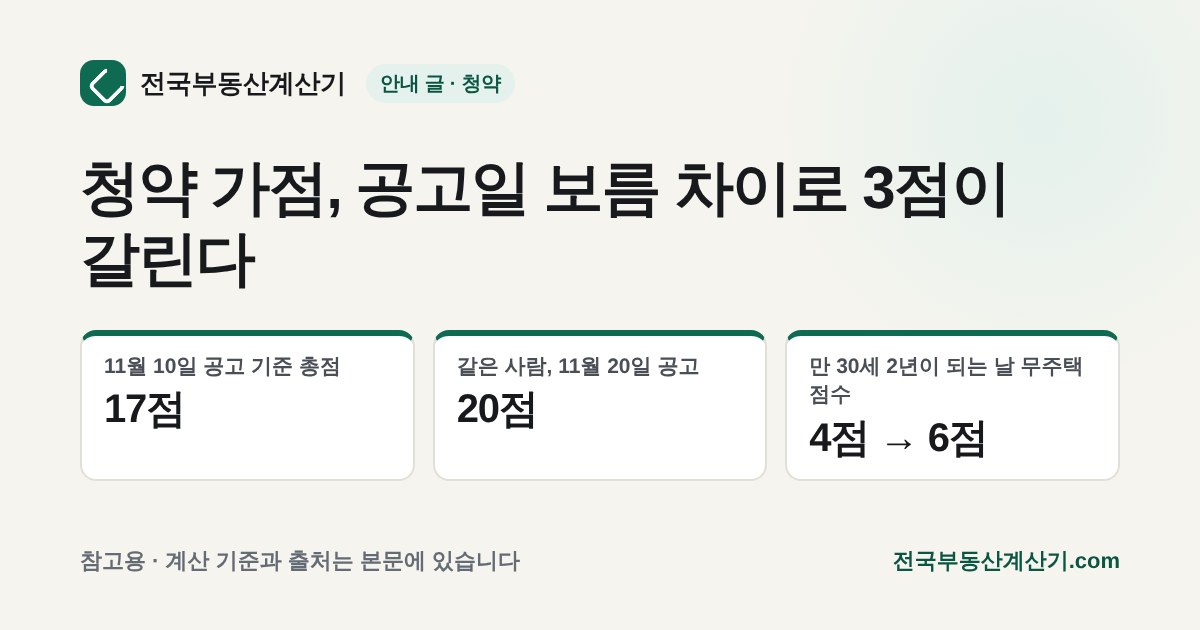 전국부동산계산기
안내 글 · 청약
청약 가점, 공고일 보름 차이로 3점이
갈린다
11월 10일 공고 기준 총점
17점
같은 사람, 11월 20일 공고
20점
만 30세 2년이 되는 날 무주택
점수
4점 → 6점
참고용 · 계산 기준과 출처는 본문에 있습니다
전국부동산계산기.com